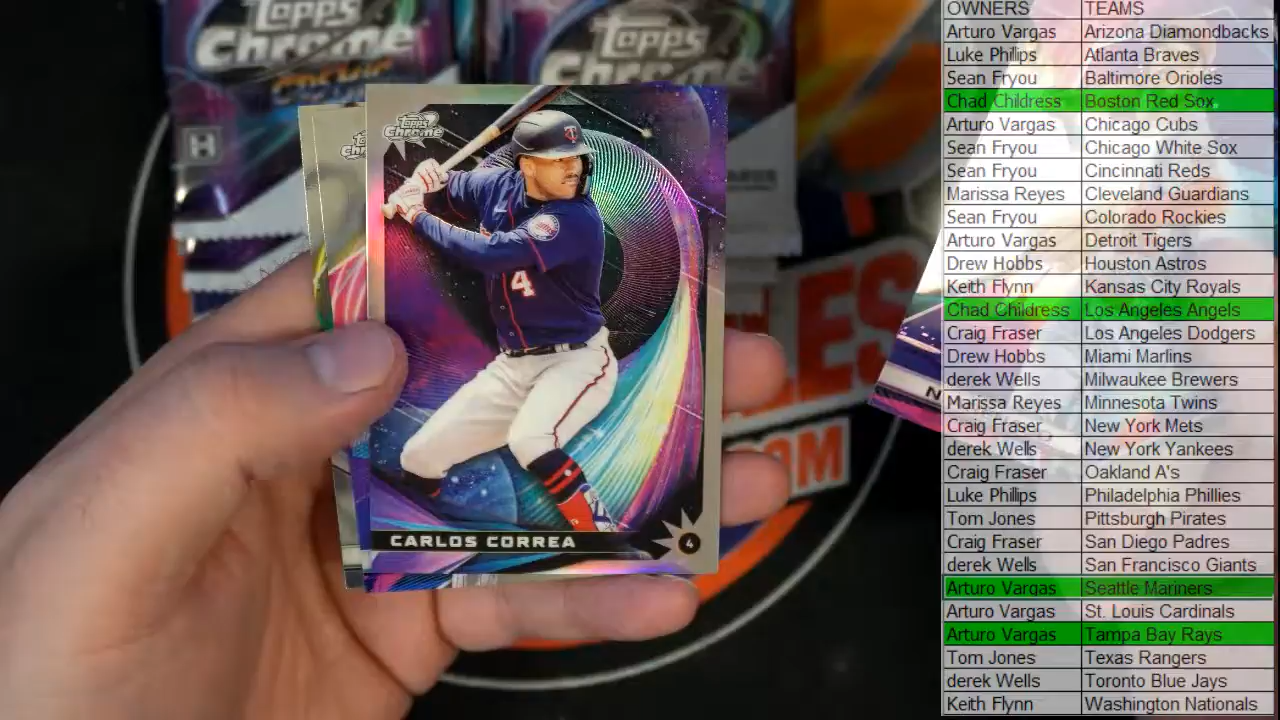 Topps
Chrome
COSMIC
Topps
Chrome
H
Topps
Chrome
T
4
CARLOS CORREA
4
LES
OM
N
OWNERS TEAMS
Arturo Vargas Arizona Diamondbacks
Luke Philips Atlanta Braves
Sean Fryou Baltimore Orioles
Chad Childress Boston Red Sox
Arturo Vargas Chicago Cubs
Sean Fryou Chicago White Sox
Sean Fryou Cincinnati Reds
Marissa Reyes Cleveland Guardians
Sean Fryou Colorado Rockies
Arturo Vargas Detroit Tigers
Drew Hobbs Houston Astros
Keith Flynn Kansas City Royals
Chad Childress Los Angeles Angels
Craig Fraser Los Angeles Dodgers
Drew Hobbs Miami Marlins
derek Wells Milwaukee Brewers
Marissa Reyes Minnesota Twins
Craig Fraser New York Mets
derek Wells New York Yankees
Craig Fraser Oakland A's
Luke Phillips Philadelphia Phillies
Tom Jones Pittsburgh Pirates
Craig Fraser San Diego Padres
derek Wells San Francisco Giants
Arturo Vargas Seattle Mariners
Arturo Vargas St. Louis Cardinals
Arturo Vargas Tampa Bay Rays
Tom Jones Texas Rangers
derek Wells Toronto Blue Jays
Keith Flynn Washington Nationals